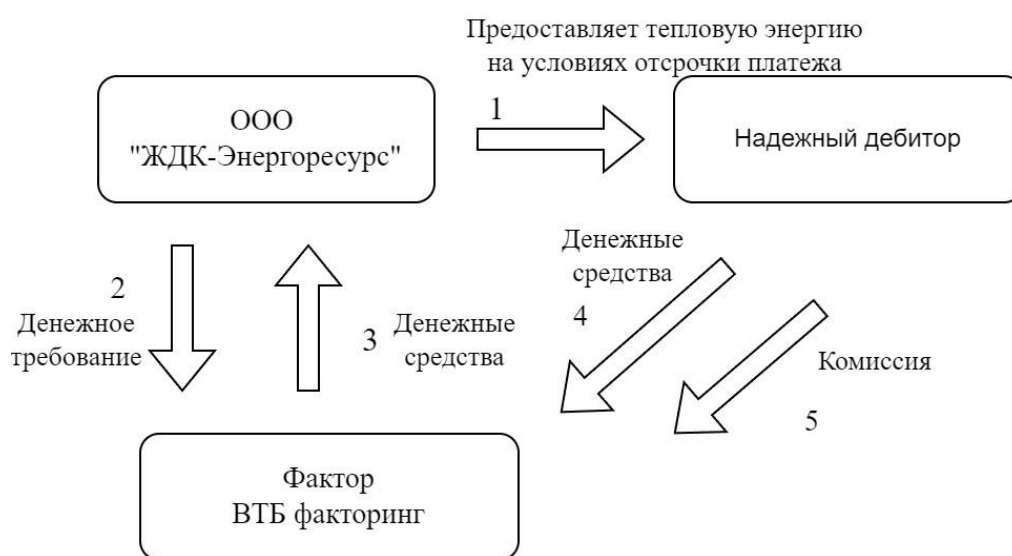 Предоставляет тепловую энергию
на условиях отсрочки платежа
1
ООО
"ЖДК-Энергоресурс"
Надежный дебитор
2
Денежное
требование
3
Денежные
средства
Денежные
средства
4
Комиссия
5
Фактор
ВТБ факторинг